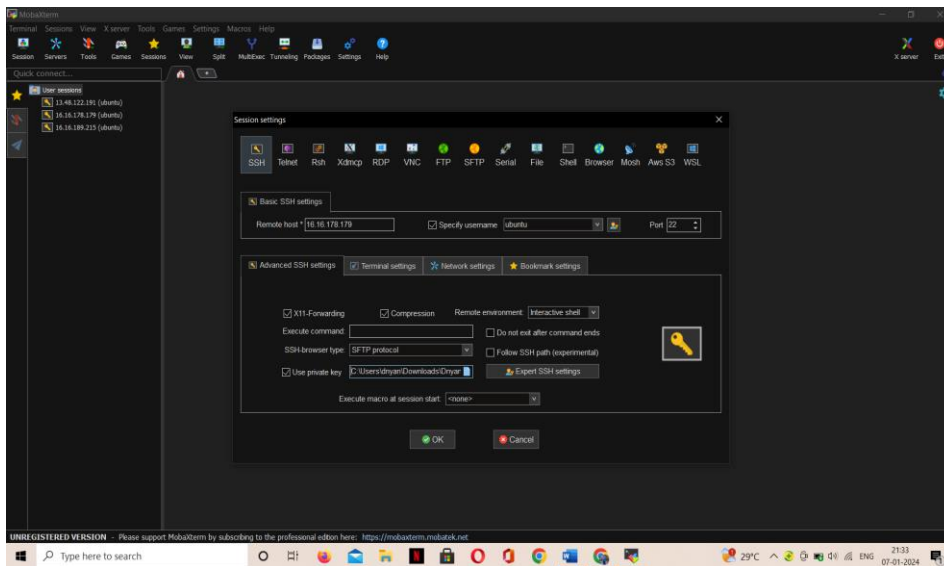 MobaXterm
Terminal Sessions View X server Tools Games Settings Macros Help
Session Servers Tools Games Sessions View Split MultiExec Tunneling Packages Settings Help X server Exit
Quick connect...
User sessions
13.48.122.191 (ubuntu)
16.16.178.179 (ubuntu)
16.16.189.215 (ubuntu)
Session settings
SSH Telnet Rsh Xdmcp RDP VNC FTP SFTP Serial File Shell Browser Mosh Aws S3 WSL
Basic SSH settings
Remote host * 16.16.178.179 Specify username ubuntu Port 22
Advanced SSH settings Terminal settings Network settings Bookmark settings
X11-Forwarding Compression Remote environment: Interactive shell
Execute command: Do not exit after command ends
SSH-browser type: SFTP protocol Follow SSH path (experimental)
Use private key C:\Users\dnyan\Downloads\Dnyar Expert SSH settings
Execute macro at session start: <none>
OK Cancel
UNREGISTERED VERSION - Please support MobaXterm by subscribing to the professional edition here: https://mobaxterm.mobatek.net
Type here to search 29°C ENG 21:33
07-01-2024